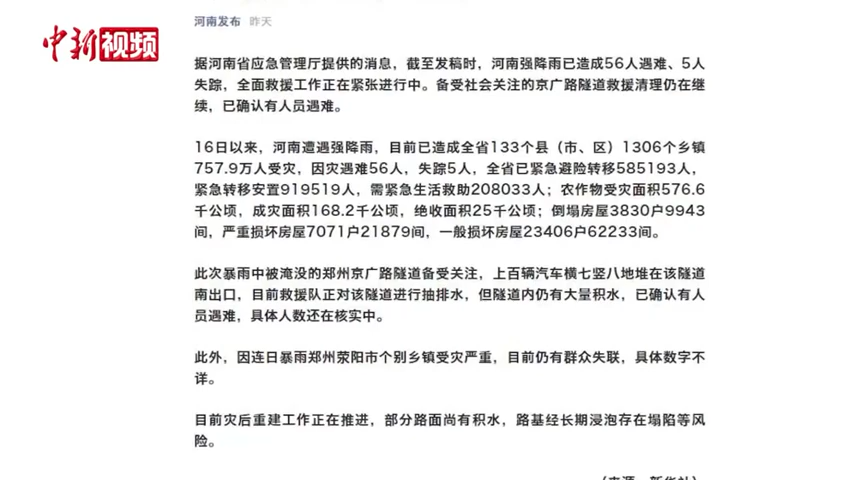 河南发布 昨天
中新视频
据河南省应急管理厅提供的消息，截至发稿时，河南强降雨已造成56人遇难、5人
失踪，全面救援工作正在紧张进行中。备受社会关注的京广路隧道救援清理仍在继
续，已确认有人员遇难。
16日以来，河南遭遇强降雨，目前已造成全省133个县（市、区）1306个乡镇
757.9万人受灾，因灾遇难56人，失踪5人，全省已紧急避险转移585193人，
紧急转移安置919519人，需紧急生活救助208033人；农作物受灾面积576.6
千公顷，成灾面积168.2千公顷，绝收面积25千公顷；倒塌房屋3830户9943
间，严重损坏房屋7071户21879间，一般损坏房屋23406户62233间。
此次暴雨中被淹没的郑州京广路隧道备受关注，上百辆汽车横七竖八地堆在该隧道
南出口，目前救援队正对该隧道进行抽排水，但隧道内仍有大量积水，已确认有人
员遇难，具体人数还在核实中。
此外，因连日暴雨郑州荥阳市个别乡镇受灾严重，目前仍有群众失联，具体数字不
详。
目前灾后重建工作正在推进，部分路面尚有积水，路基经长期浸泡存在塌陷等风
险。